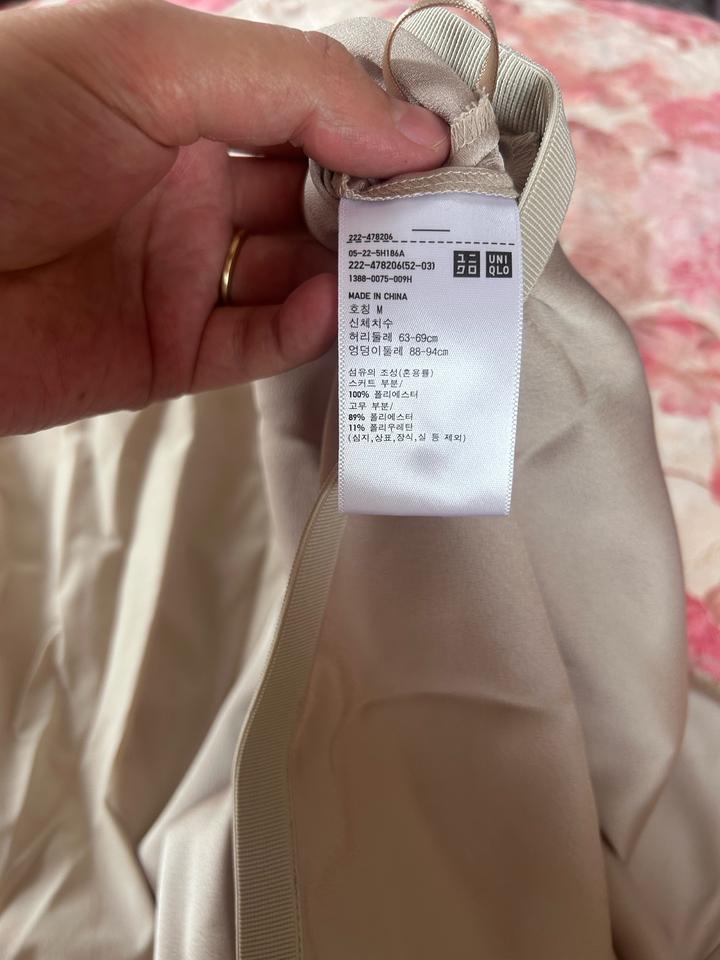 222-478206
05-22-5H186A
222-478206(52-03)
1388-0075-009H
ユニ
クロ
UNI
QLO
MADE IN CHINA
호칭 M
신체치수
허리둘레 63-69cm
엉덩이둘레 88-94cm
섬유의 조성(혼용률)
스커트 부분/
100% 폴리에스터
고무 부분/
89% 폴리에스터
11% 폴리우레탄
(심지,상표,장식,실 등 제외)